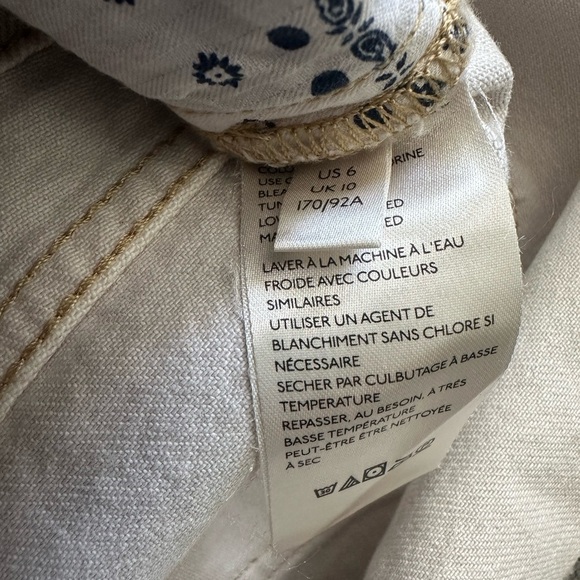 US 6
UK 10
170/92A
LAVER À LA MACHINE À L'EAU
FROIDE AVEC COULEURS
SIMILAIRES
UTILISER UN AGENT DE
BLANCHIMENT SANS CHLORE SI
NÉCESSAIRE
SECHER PAR CULBUTAGE À BASSE
TEMPERATURE
REPASSER, AU BESOIN, À TRÉS
BASSE TEMPÉRATURE
PEUT-ÊTRE ÊTRE NETTOYÉE
À SEC
30